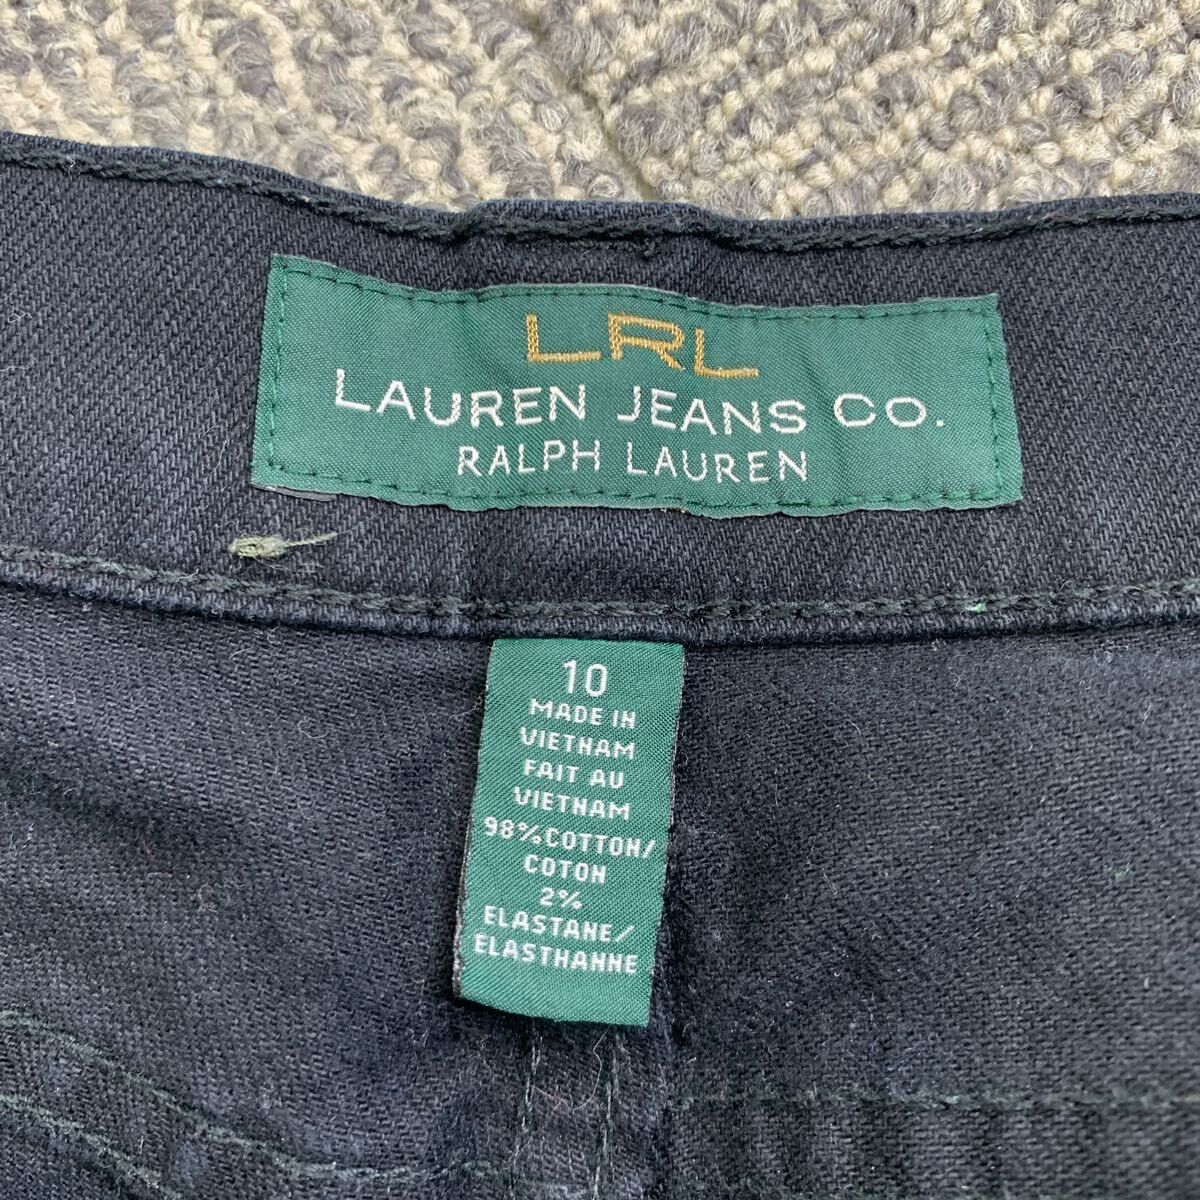 LRL
LAUREN JEANS CO.
RALPH LAUREN
10
MADE IN
VIETNAM
FAIT AU
VIETNAM
98%COTTON/
COTON
2%
ELASTANE/
ELASTHANNE